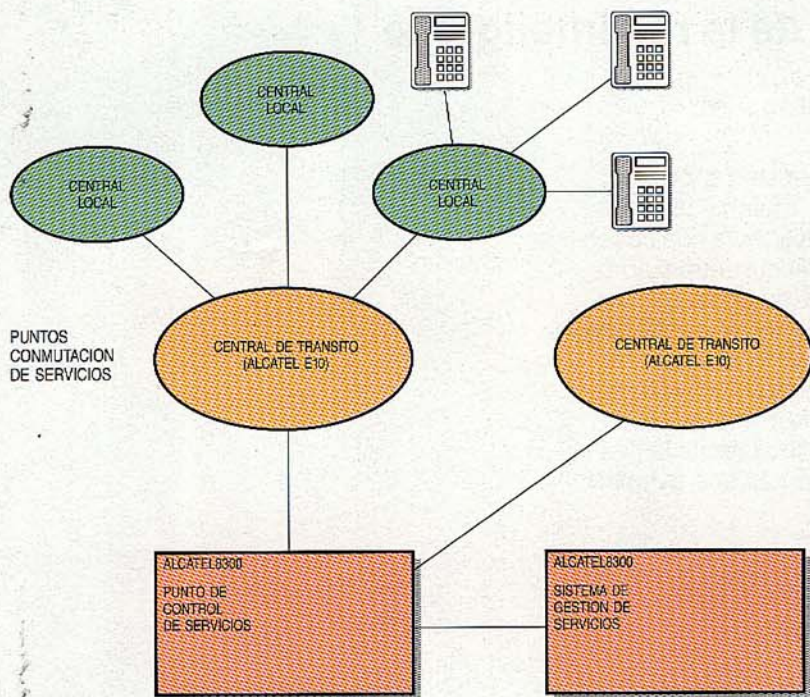 CENTRAL
LOCAL
CENTRAL
LOCAL
CENTRAL
LOCAL
PUNTOS
CONMUTACION
DE SERVICIOS
CENTRAL DE TRANSITO
(ALCATEL E10)
CENTRAL DE TRANSITO
(ALCATEL E10)
ALCATEL8300
PUNTO DE
CONTROL
DE SERVICIOS
ALCATEL8300
SISTEMA DE
GESTION DE
SERVICIOS